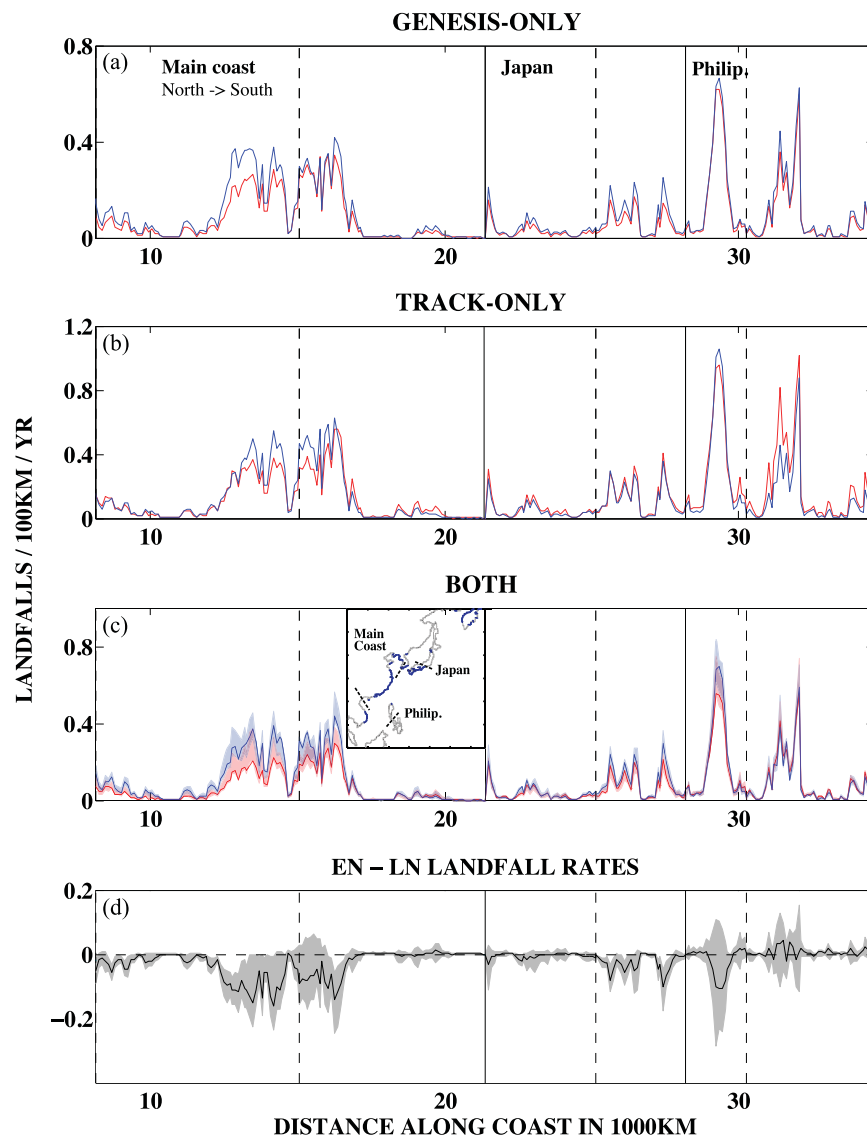 GENESIS-ONLY
0.8
0.4
0
(a)
Main coast
North -> South
Japan
Philip.
10
20
30
TRACK-ONLY
1.2
0.8
0.4
0
(b)
10
20
30
LANDFALLS / 100KM / YR
BOTH
0.8
0.4
0
(c)
Main
Coast
Japan
Philip.
10
20
30
EN – LN LANDFALL RATES
0.2
0
−0.2
(d)
10
20
30
DISTANCE ALONG COAST IN 1000KM